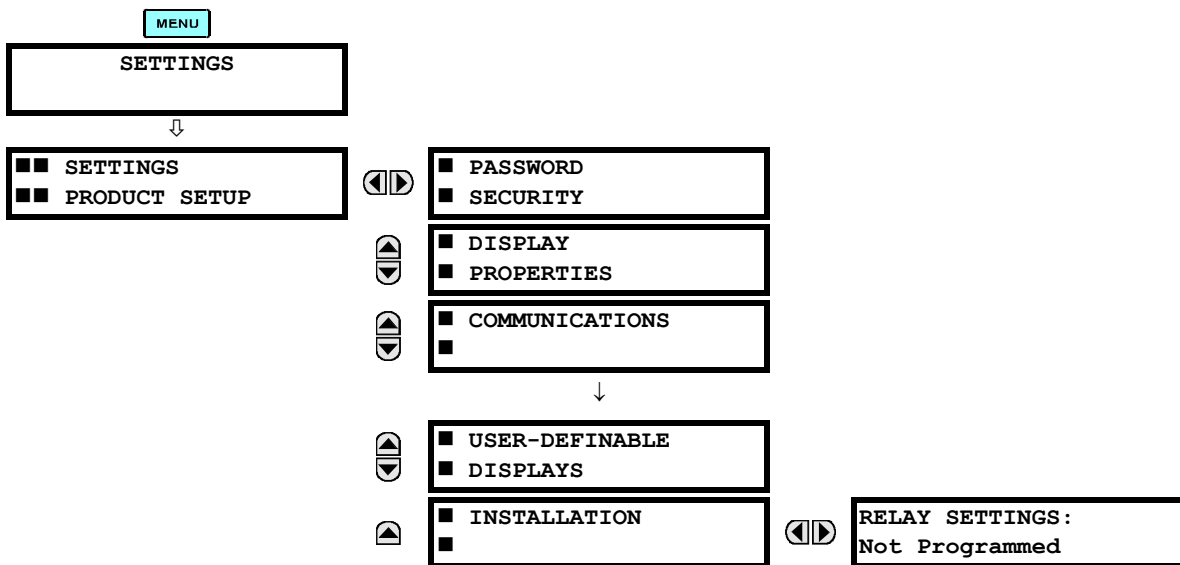 MENU
SETTINGS
■■ SETTINGS
■■ PRODUCT SETUP
■ PASSWORD
■ SECURITY
■ DISPLAY
■ PROPERTIES
■ COMMUNICATIONS
■
■ USER-DEFINABLE
■ DISPLAYS
■ INSTALLATION
■
RELAY SETTINGS:
Not Programmed